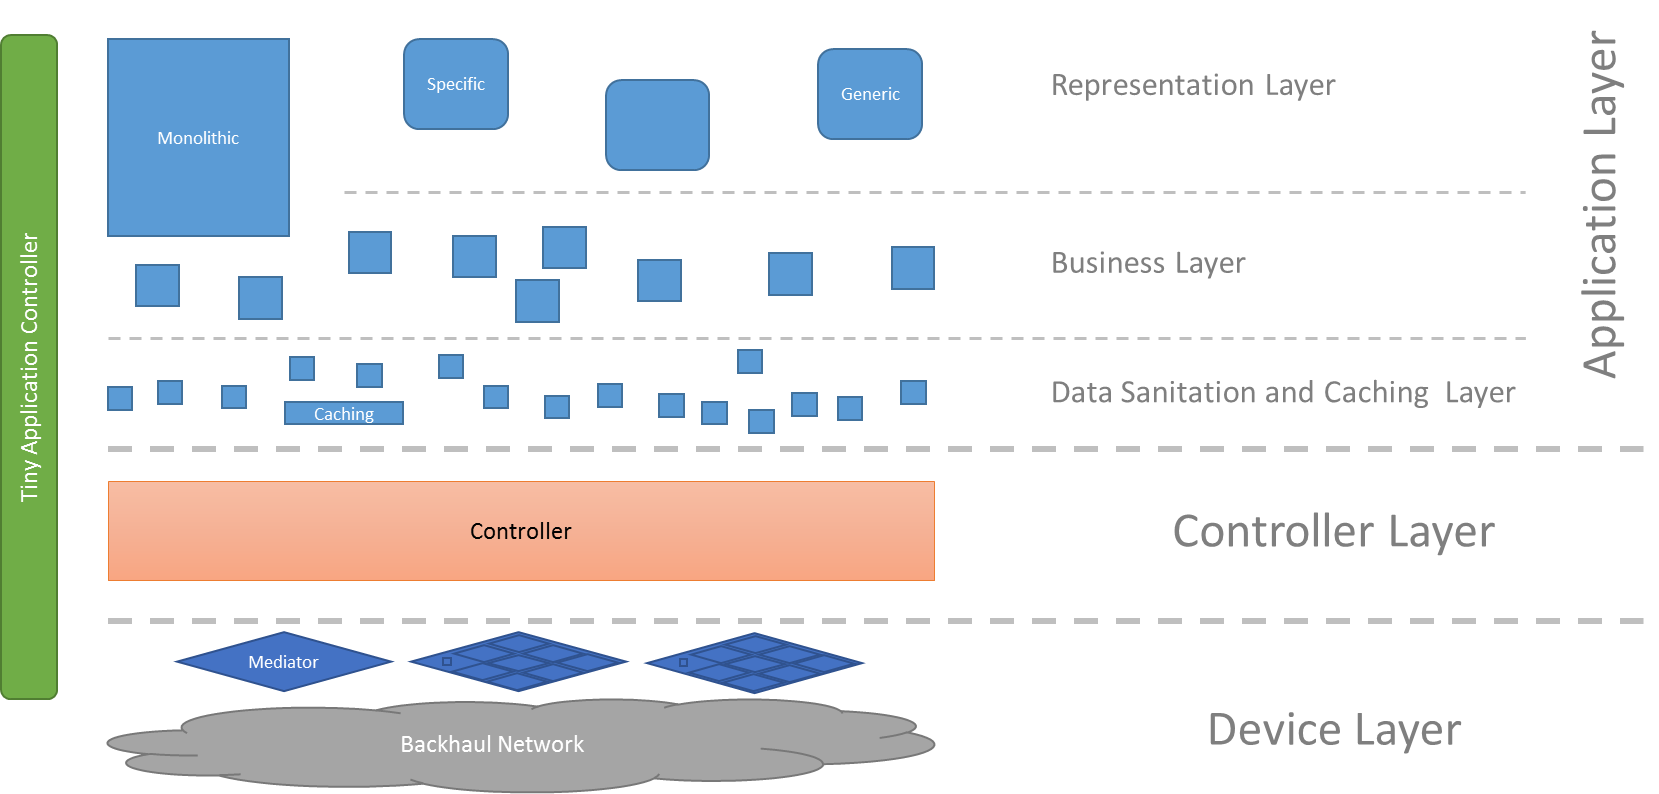 Tiny Application Controller
Monolithic
Specific
Generic
Representation Layer
Application Layer
Business Layer
Caching
Data Sanitation and Caching Layer
Controller
Controller Layer
Mediator
Backhaul Network
Device Layer